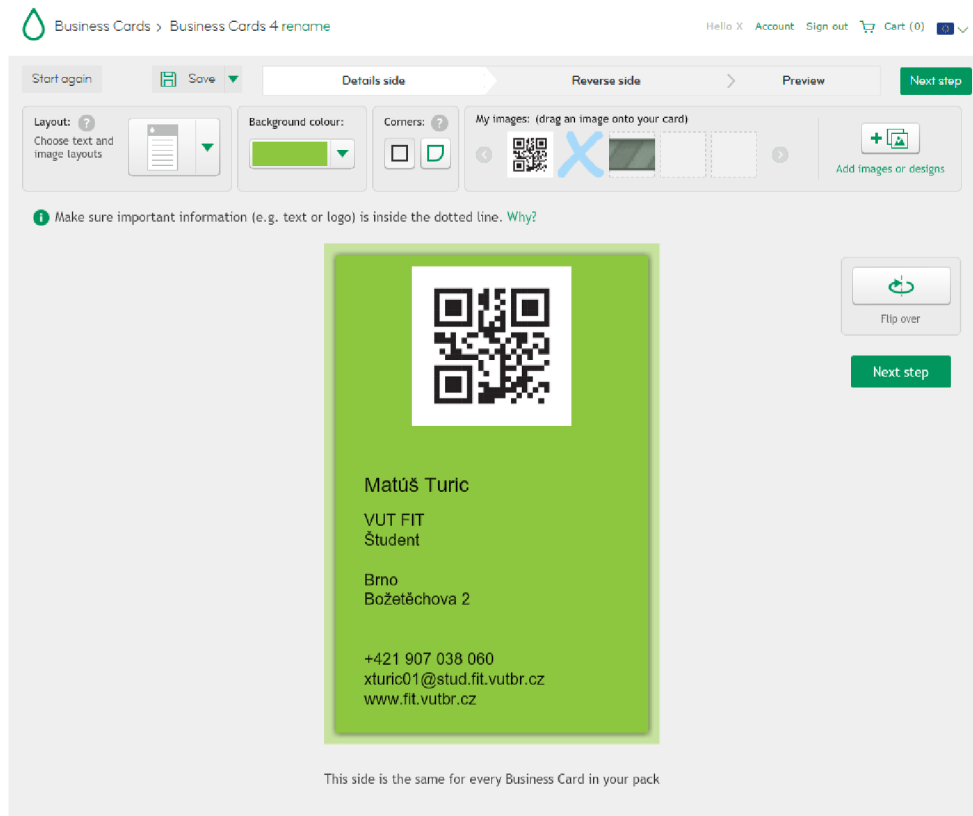 Business Cards > Business Cards 4 rename
Hello X Account Sign out Cart (0)
Start again Save Details side Reverse side Preview Next step
Layout: ?
Choose text and
image layouts
Background colour:
Corners: ?
My images: (drag an image onto your card)
Add images or designs
Make sure important information (e.g. text or logo) is inside the dotted line. Why?
Flip over
Next step
Matúš Turic
VUT FIT
Študent
Brno
Božetěchova 2
+421 907 038 060
xturic01@stud.fit.vutbr.cz
www.fit.vutbr.cz
This side is the same for every Business Card in your pack